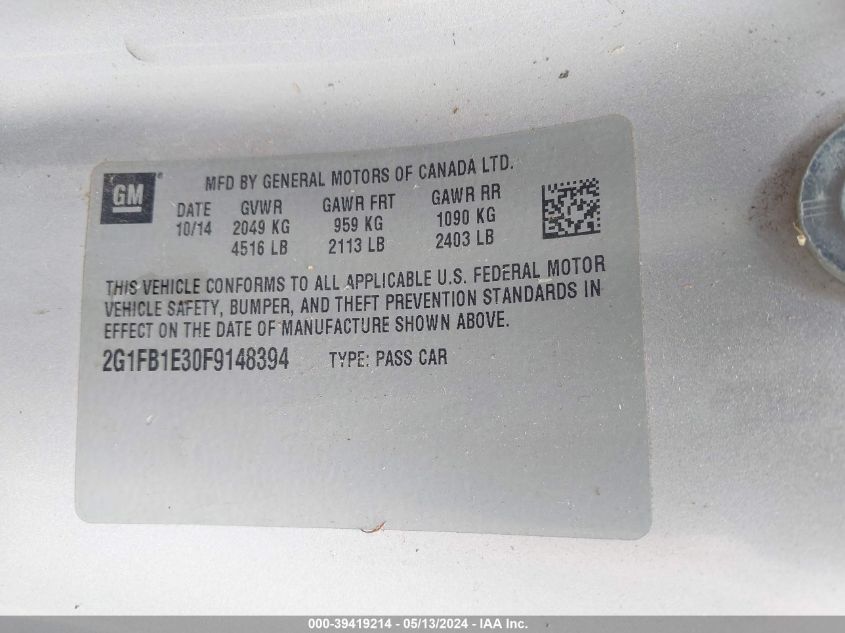 GM
MFD BY GENERAL MOTORS OF CANADA LTD.
DATE GVWR GAWR FRT GAWR RR
10/14 2049 KG 959 KG 1090 KG
4516 LB 2113 LB 2403 LB
THIS VEHICLE CONFORMS TO ALL APPLICABLE U.S. FEDERAL MOTOR
VEHICLE SAFETY, BUMPER, AND THEFT PREVENTION STANDARDS IN
EFFECT ON THE DATE OF MANUFACTURE SHOWN ABOVE.
2G1FB1E30F9148394 TYPE: PASS CAR
000-39419214 - 05/13/2024 - IAA Inc.